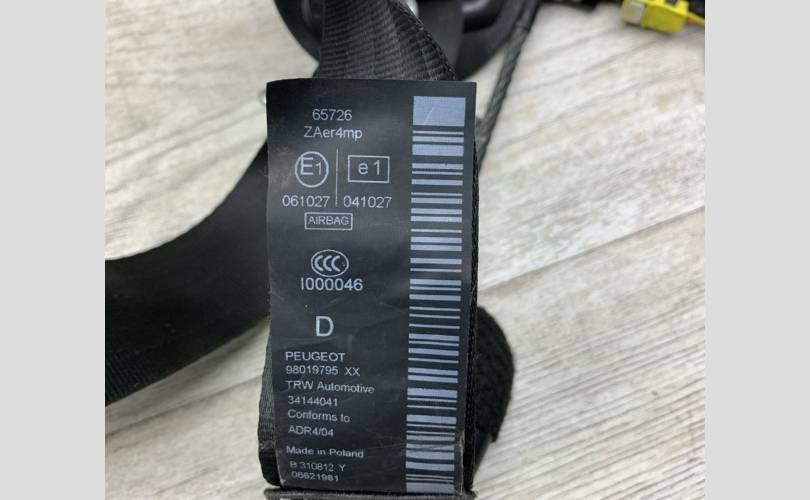 65726
ZAer4mp
E1 e1
061027 041027
AIRBAG
CCC
I000046
D
PEUGEOT
98019795 XX
TRW Automotive
34144041
Conforms to
ADR4/04
Made in Poland
B 310812 Y
06621981